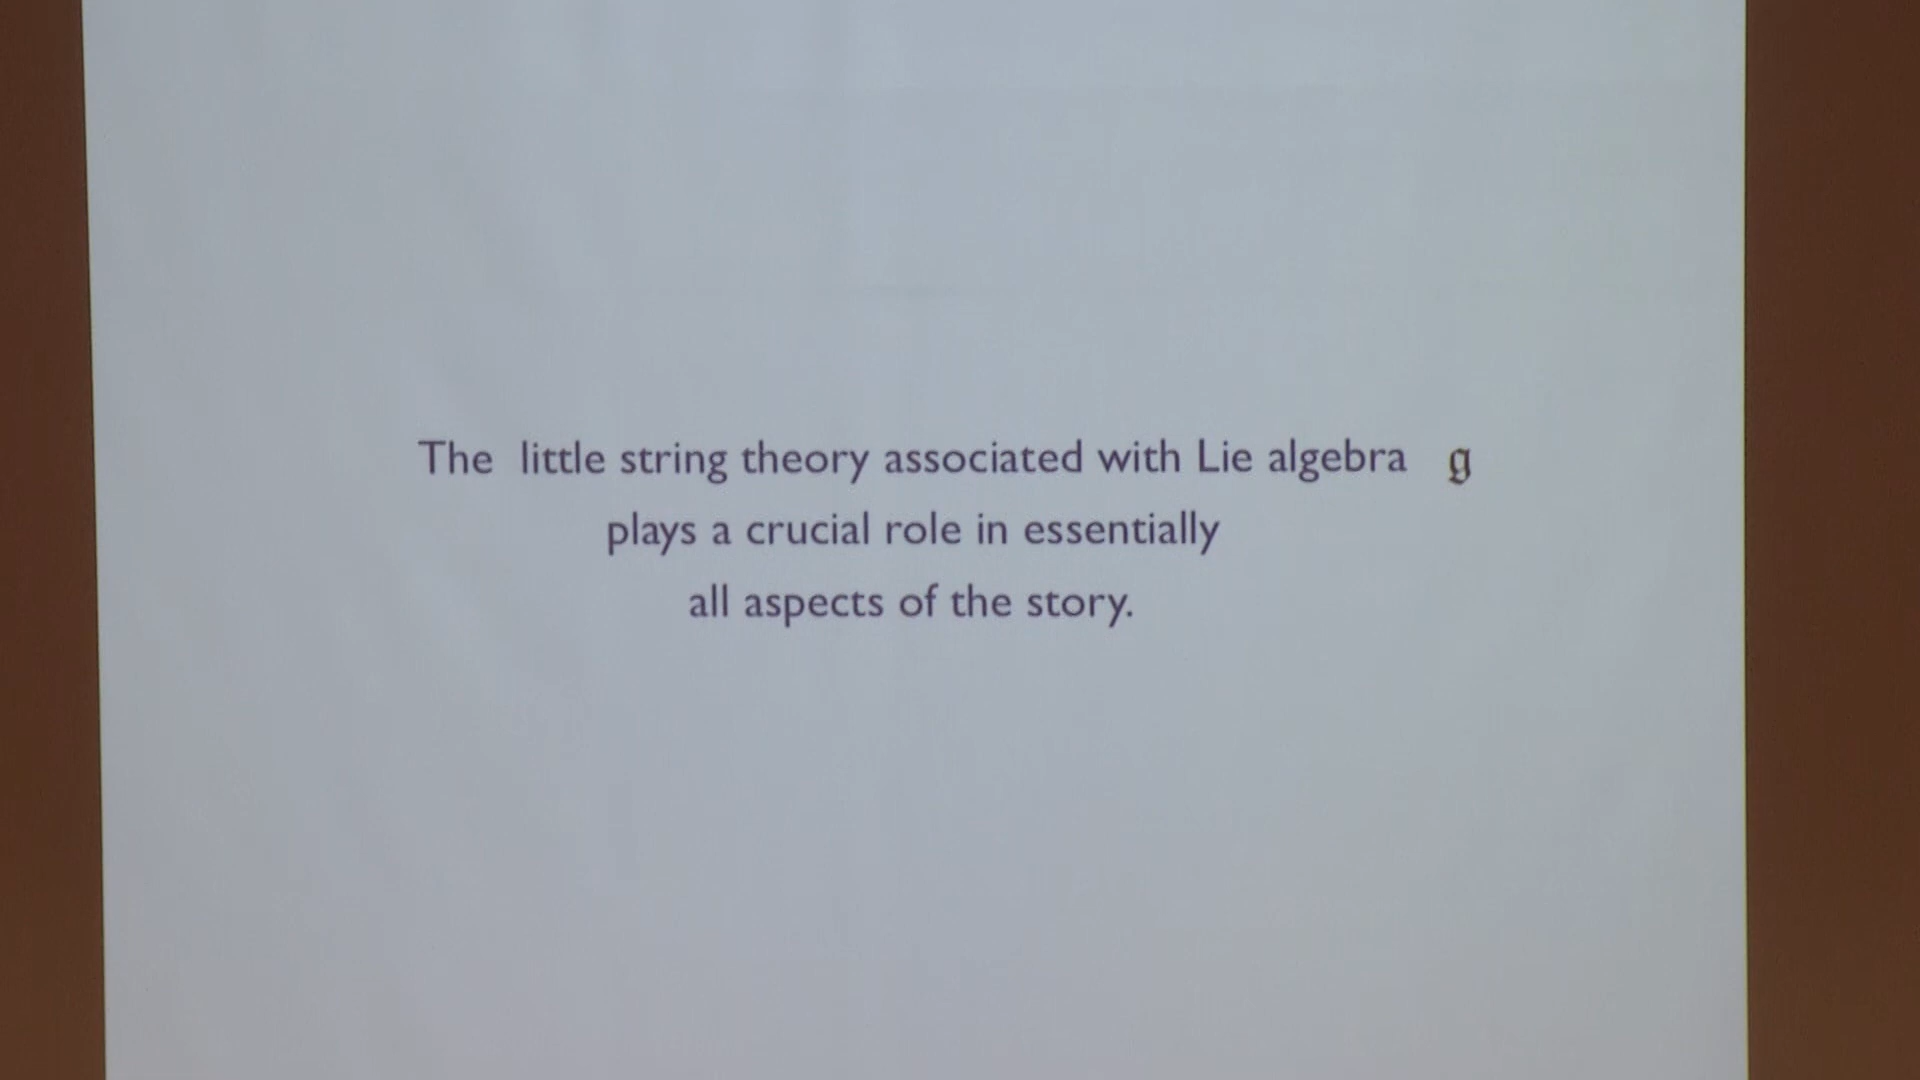 The little string theory associated with Lie algebra 𝔤
plays a crucial role in essentially
all aspects of the story.